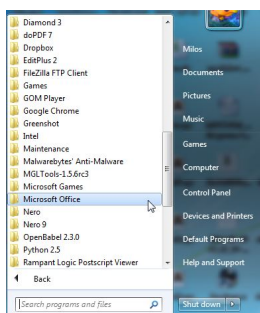 Diamond 3
doPDF 7
Dropbox
EditPlus 2
FileZilla FTP Client
Games
GOM Player
Google Chrome
Greenshot
Intel
Maintenance
Malwarebytes' Anti-Malware
MGLTools-1.5.6rc3
Microsoft Games
Microsoft Office
Nero
Nero 9
OpenBabel 2.3.0
Python 2.5
Rampant Logic Postscript Viewer
Back
Search programs and files
Milos
Documents
Pictures
Music
Games
Computer
Control Panel
Devices and Printers
Default Programs
Help and Support
Shut down